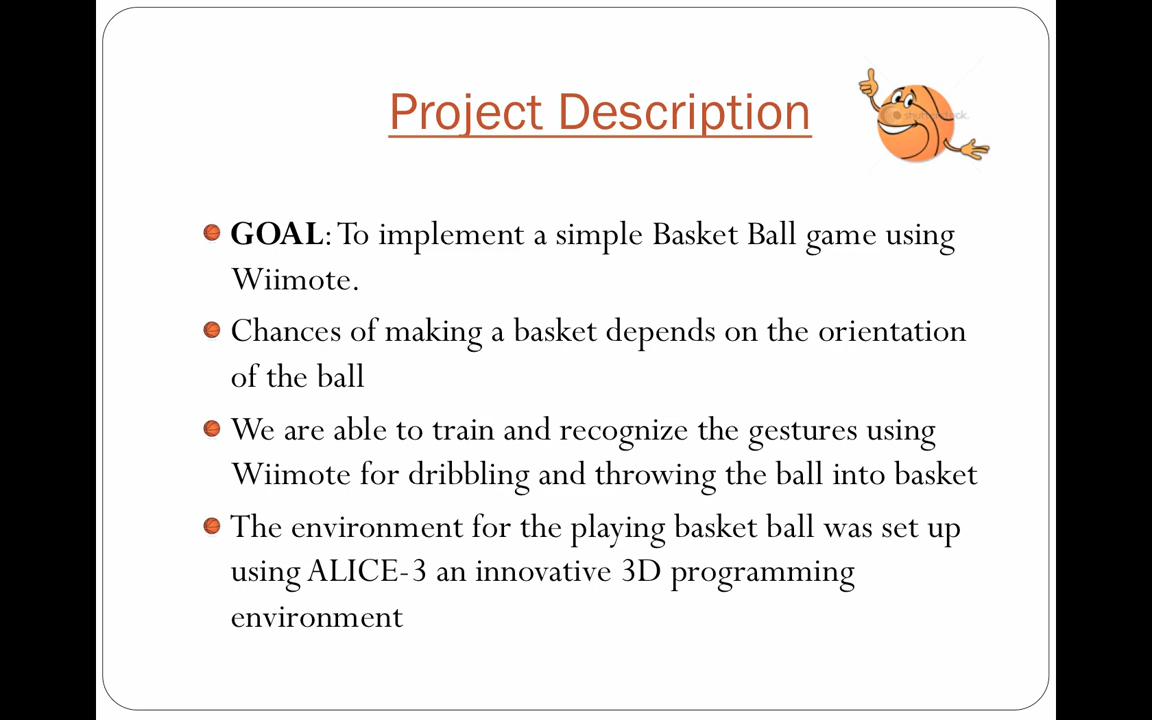 Project Description
GOAL: To implement a simple Basket Ball game using
Wiimote.
Chances of making a basket depends on the orientation
of the ball
We are able to train and recognize the gestures using
Wiimote for dribbling and throwing the ball into basket
The environment for the playing basket ball was set up
using ALICE-3 an innovative 3D programming
environment